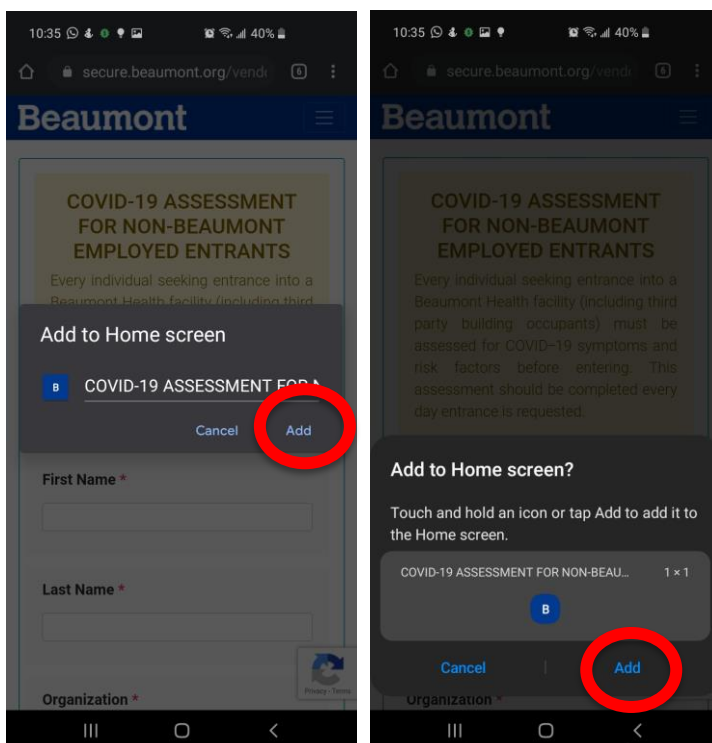 10:35 40%
secure.beaumont.org/vend 6
Beaumont
COVID-19 ASSESSMENT
FOR NON-BEAUMONT
EMPLOYED ENTRANTS
Every individual seeking entrance into a
Beaumont Health facility (including third
Add to Home screen
B COVID-19 ASSESSMENT FOR
Cancel Add
First Name *
Last Name *
Organization *
Privacy - Terms
10:35 40%
secure.beaumont.org/vend 6
Beaumont
COVID-19 ASSESSMENT
FOR NON-BEAUMONT
EMPLOYED ENTRANTS
Every individual seeking entrance into a
Beaumont Health facility (including third
party building occupants) must be
assessed for COVID-19 symptoms and
risk factors before entering. This
assessment should be completed every
day entrance is requested.
Add to Home screen?
Touch and hold an icon or tap Add to add it to
the Home screen.
COVID-19 ASSESSMENT FOR NON-BEAU... 1 × 1
B
Cancel Add
Organization *